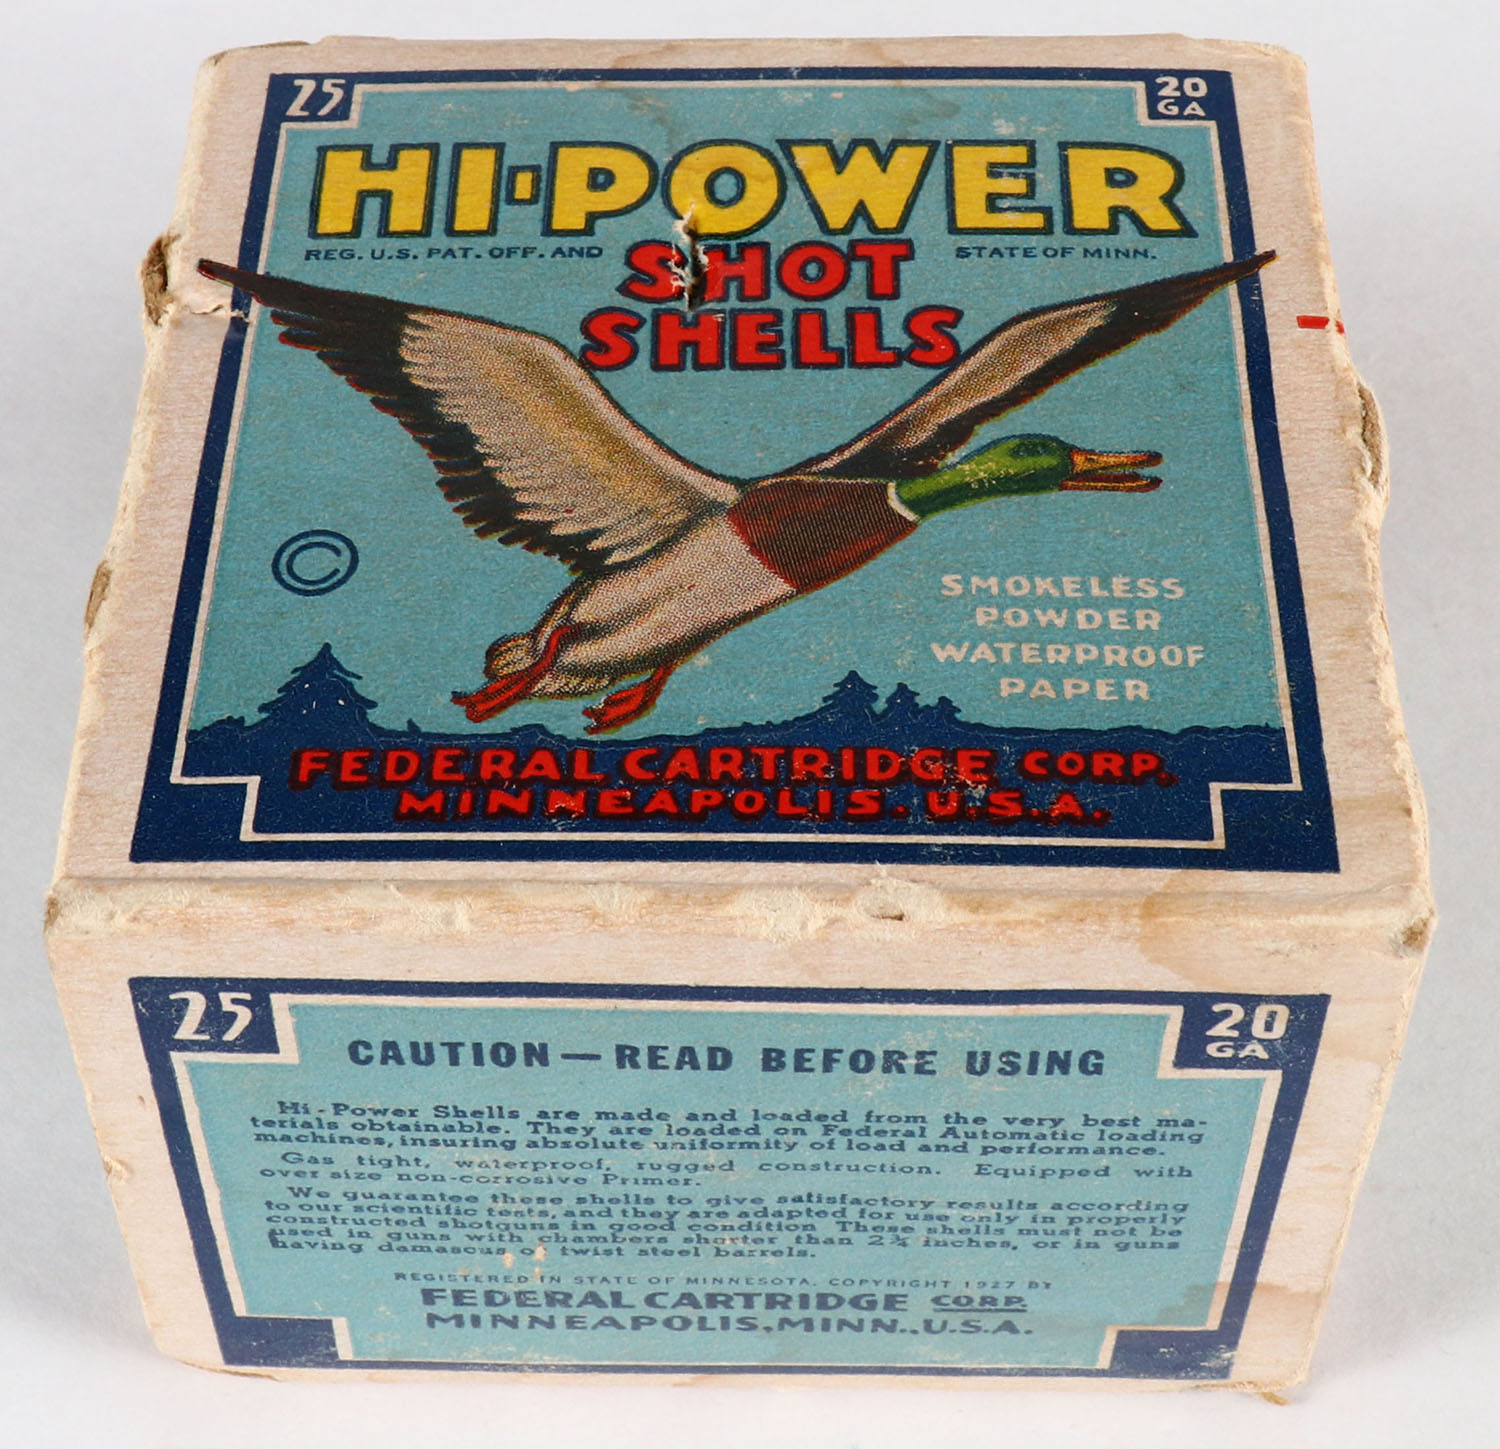 25
20
GA
HI-POWER
REG. U.S. PAT. OFF. AND
STATE OF MINN.
SHOT
SHELLS
©
SMOKELESS
POWDER
WATERPROOF
PAPER
FEDERAL CARTRIDGE CORP.
MINNEAPOLIS. U.S.A.
25
20
GA
CAUTION — READ BEFORE USING
Hi-Power Shells are made and loaded from the very best ma-
terials obtainable. They are loaded on Federal Automatic loading
machines, insuring absolute uniformity of load and performance.
Gas tight, waterproof, rugged construction. Equipped with
over size non-corrosive Primer.
We guarantee these shells to give satisfactory results according
to our scientific tests, and they are adapted for use only in properly
constructed shotguns in good condition These shells must not be
used in guns with chambers shorter than 2¾ inches, or in guns
having damascus or twist steel barrels.
REGISTERED IN STATE OF MINNESOTA. COPYRIGHT 1927 BY
FEDERAL CARTRIDGE CORP.
MINNEAPOLIS, MINN., U.S.A.